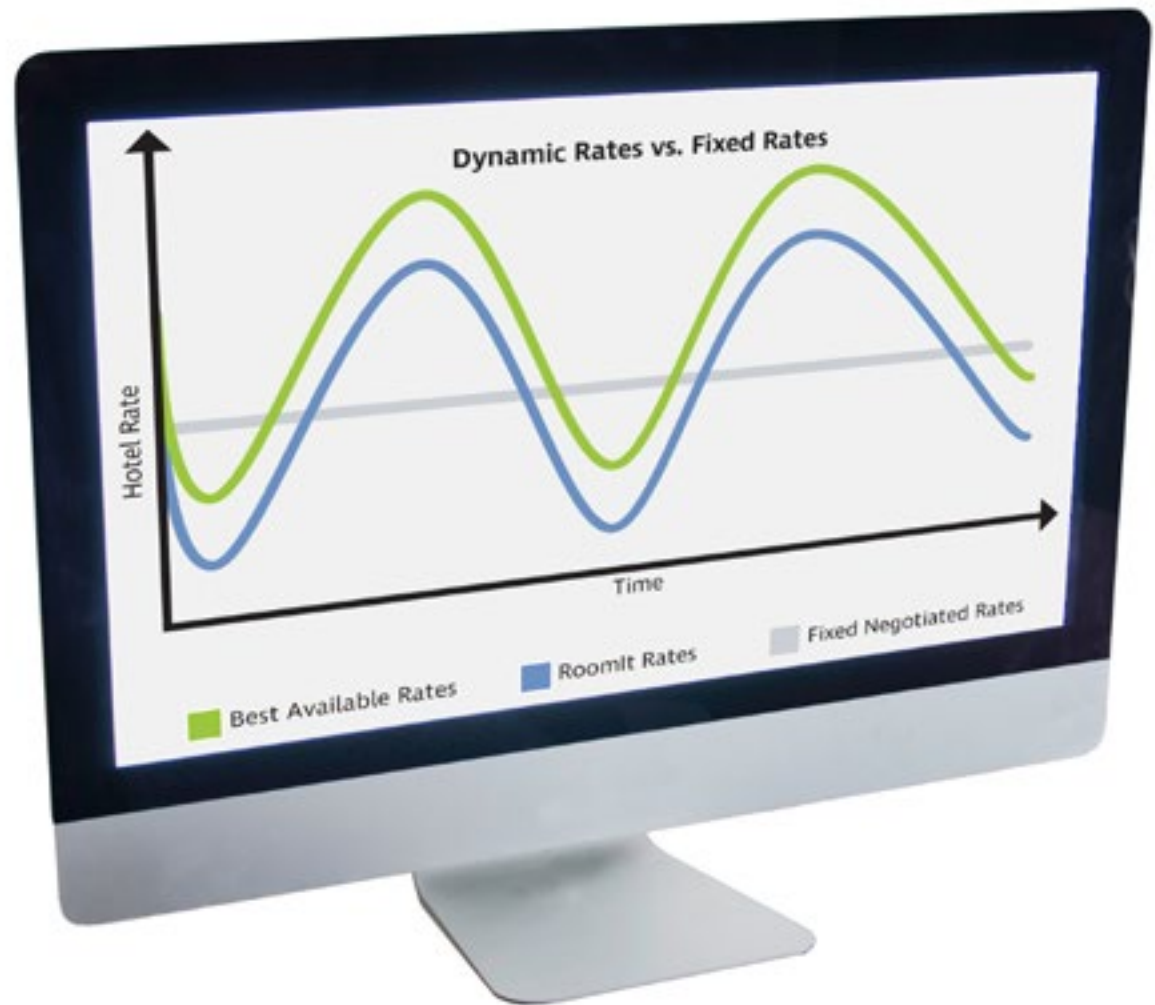 Dynamic Rates vs. Fixed Rates
Hotel Rate
Time
Best Available Rates
RoomIt Rates
Fixed Negotiated Rates